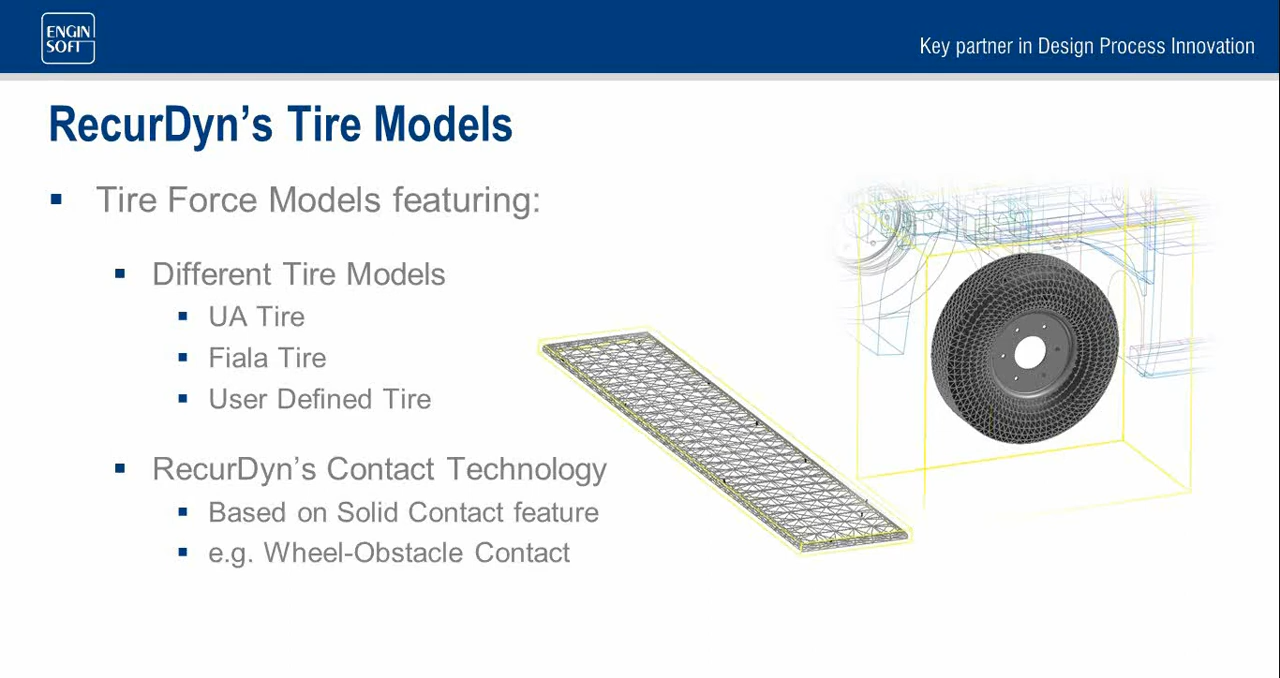 ENGIN
SOFT
Key partner in Design Process Innovation
RecurDyn’s Tire Models
Tire Force Models featuring:
Different Tire Models
UA Tire
Fiala Tire
User Defined Tire
RecurDyn’s Contact Technology
Based on Solid Contact feature
e.g. Wheel-Obstacle Contact